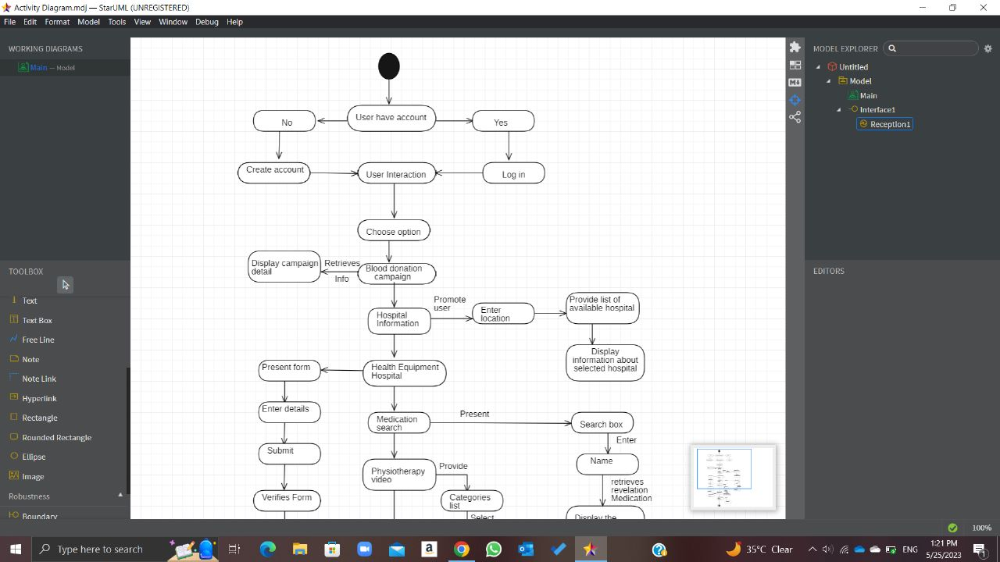 Activity Diagram.mdj — StarUML (UNREGISTERED)
File Edit Format Model Tools View Window Debug Help
WORKING DIAGRAMS
Main — Model
TOOLBOX
Text
Text Box
Free Line
Note
Note Link
Hyperlink
Rectangle
Rounded Rectangle
Ellipse
Image
Robustness
Boundary
User have account
No
Yes
Create account
User Interaction
Log in
Choose option
Display campaign
detail
Retrieves
Info
Blood donation
campaign
Hospital
Information
Promote
user
Enter
location
Provide list of
available hospital
Display
information about
selected hospital
Present form
Health Equipment
Hospital
Enter details
Medication
search
Present
Search box
Enter
Submit
Name
Physiotherapy
video
Provide
retrieves
revelation
Medication
Verifies Form
Categories
list
Select
Display the
MODEL EXPLORER
Untitled
Model
Main
Interface1
Reception1
EDITORS
100%
Type here to search
35°C Clear
ENG
1:21 PM
5/25/2023